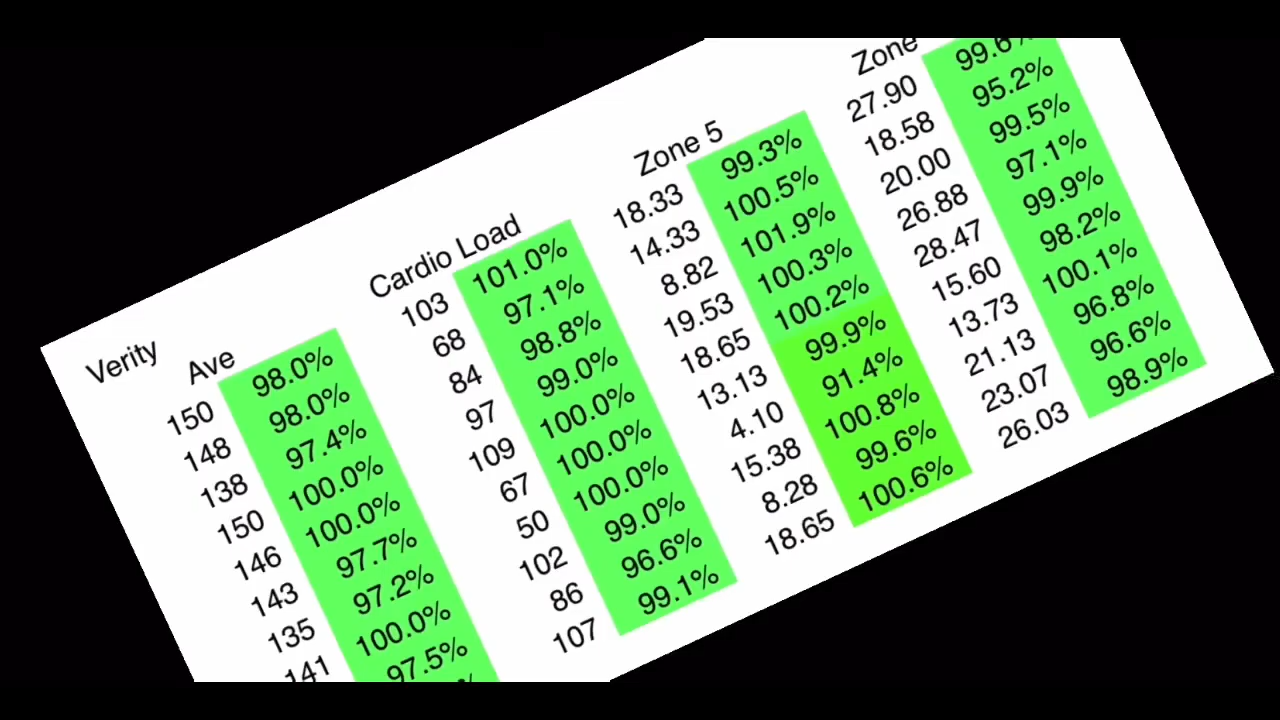 Verity
Ave Cardio Load Zone 5 Zone
150 98.0% 103 101.0% 18.33 99.3% 27.90 99.6%
148 98.0% 68 97.1% 14.33 100.5% 18.58 95.2%
138 97.4% 84 98.8% 8.82 101.9% 20.00 99.5%
150 100.0% 97 99.0% 19.53 100.3% 26.88 97.1%
146 100.0% 109 100.0% 18.65 100.2% 28.47 99.9%
143 97.7% 67 100.0% 13.13 99.9% 15.60 98.2%
135 97.2% 50 100.0% 4.10 91.4% 13.73 100.1%
141 100.0% 102 99.0% 15.38 100.8% 21.13 96.8%
97.5% 86 96.6% 8.28 99.6% 23.07 96.6%
107 99.1% 18.65 100.6% 26.03 98.9%